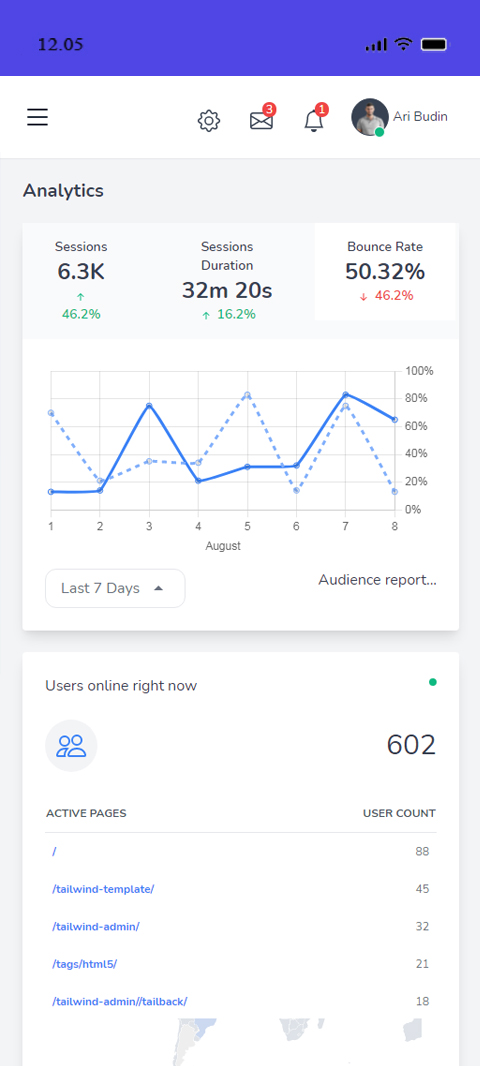 12.05
3
1
Ari Budin
Analytics
Sessions
6.3K
↑
46.2%
Sessions
Duration
32m 20s
↑ 16.2%
Bounce Rate
50.32%
↓ 46.2%
100%
80%
60%
40%
20%
0%
1 2 3 4 5 6 7 8
August
Last 7 Days
Audience report...
Users online right now
602
ACTIVE PAGES USER COUNT
/ 88
/tailwind-template/ 45
/tailwind-admin/ 32
/tags/html5/ 21
/tailwind-admin//tailback/ 18